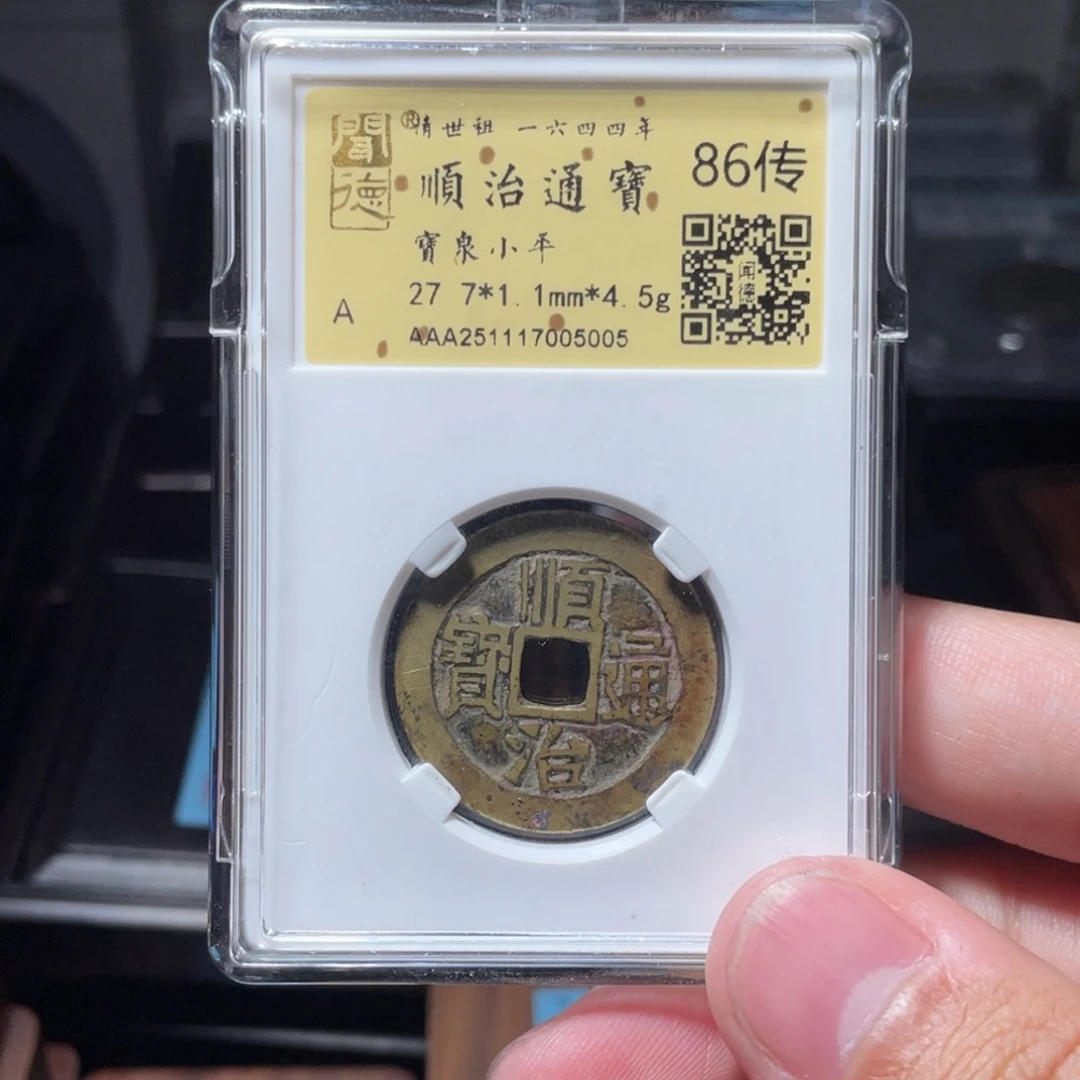 聞德®
清世祖 一六四四年
順治通寶
86传
寶泉小平
27.7*1.1mm*4.5g
A
AAA251117005005
闻德
順治通寶